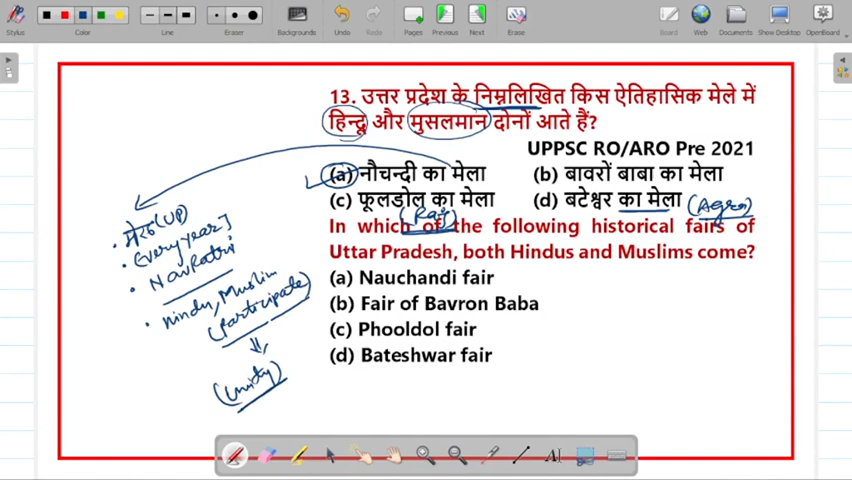 Stylus
Color
Line
Eraser
Backgrounds
Undo
Redo
Pages
Previous
Next
Erase
Board
Web
Documents
Show Desktop
OpenBoard
13. उत्तर प्रदेश के निम्नलिखित किस ऐतिहासिक मेले में
हिन्दू और मुसलमान दोनों आते हैं?
UPPSC RO/ARO Pre 2021
(a) नौचन्दी का मेला (b) बावरों बाबा का मेला
(c) फूलडोल का मेला (d) बटेश्वर का मेला (Agra)
(Raj)
In which of the following historical fairs of
Uttar Pradesh, both Hindus and Muslims come?
(a) Nauchandi fair
(b) Fair of Bavron Baba
(c) Phooldol fair
(d) Bateshwar fair
• मेरठ (UP)
• Every year
• Navratri
• Hindu, Muslim
(Participate)
(Unity)